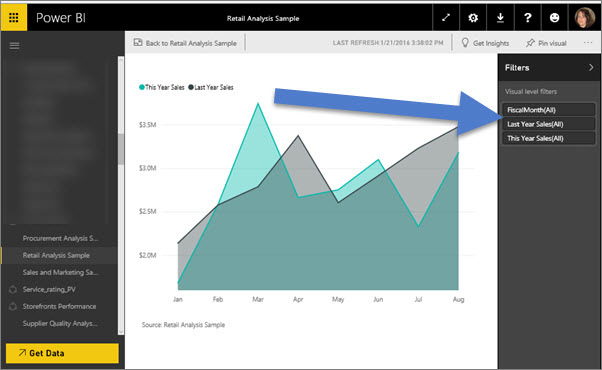 Power BI
Retail Analysis Sample
Back to Retail Analysis Sample
LAST REFRESH 1/21/2016 3:38:02 PM
Get Insights
Pin visual
Filters
Visual level filters
FiscalMonth(All)
Last Year Sales(All)
This Year Sales(All)
This Year Sales
Last Year Sales
$3.5M
$3.0M
$2.5M
$2.0M
Jan Feb Mar Apr May Jun Jul Aug
Source: Retail Analysis Sample
Procurement Analysis S...
Retail Analysis Sample
Sales and Marketing Sa...
Service_rating_PV
Storefronts Performance
Supplier Quality Analys...
Get Data